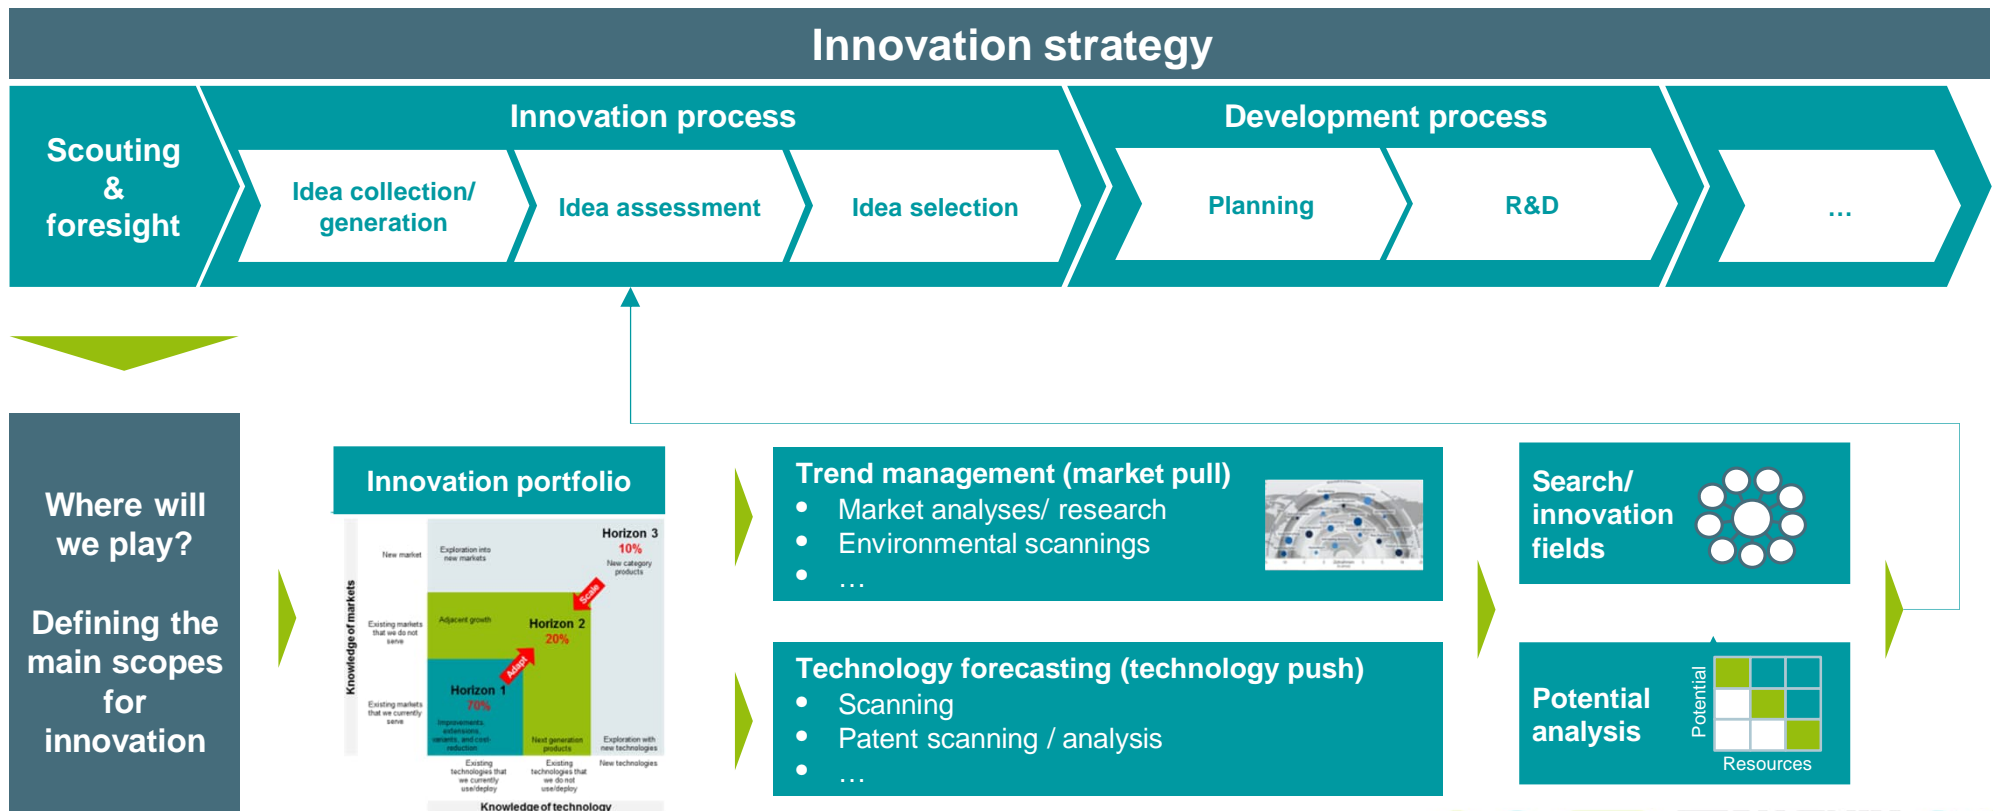 Innovation strategy
Scouting
&
foresight
Innovation process
Idea collection/
generation
Idea assessment
Idea selection
Development process
Planning
R&D
...
Where will
we play?
Defining the
main scopes
for
innovation
Innovation portfolio
Knowledge of markets
New market
Exploration into
new markets
Horizon 3
10%
New category
products
Scale
Existing markets
that we do not
serve
Adjacent growth
Horizon 2
20%
Adapt
Existing markets
that we currently
serve
Horizon 1
70%
Improvements,
extensions,
variants, and cost-
reduction
Next generation
products
Exploration with
new technologies
Existing
technologies that
we currently
use/deploy
Existing
technologies that
we do not
use/deploy
New technologies
Knowledge of technology
Trend management (market pull)
• Market analyses/ research
• Environmental scannings
• …
Technology forecasting (technology push)
• Scanning
• Patent scanning / analysis
• …
Search/
innovation
fields
Potential
analysis
Potential
Resources